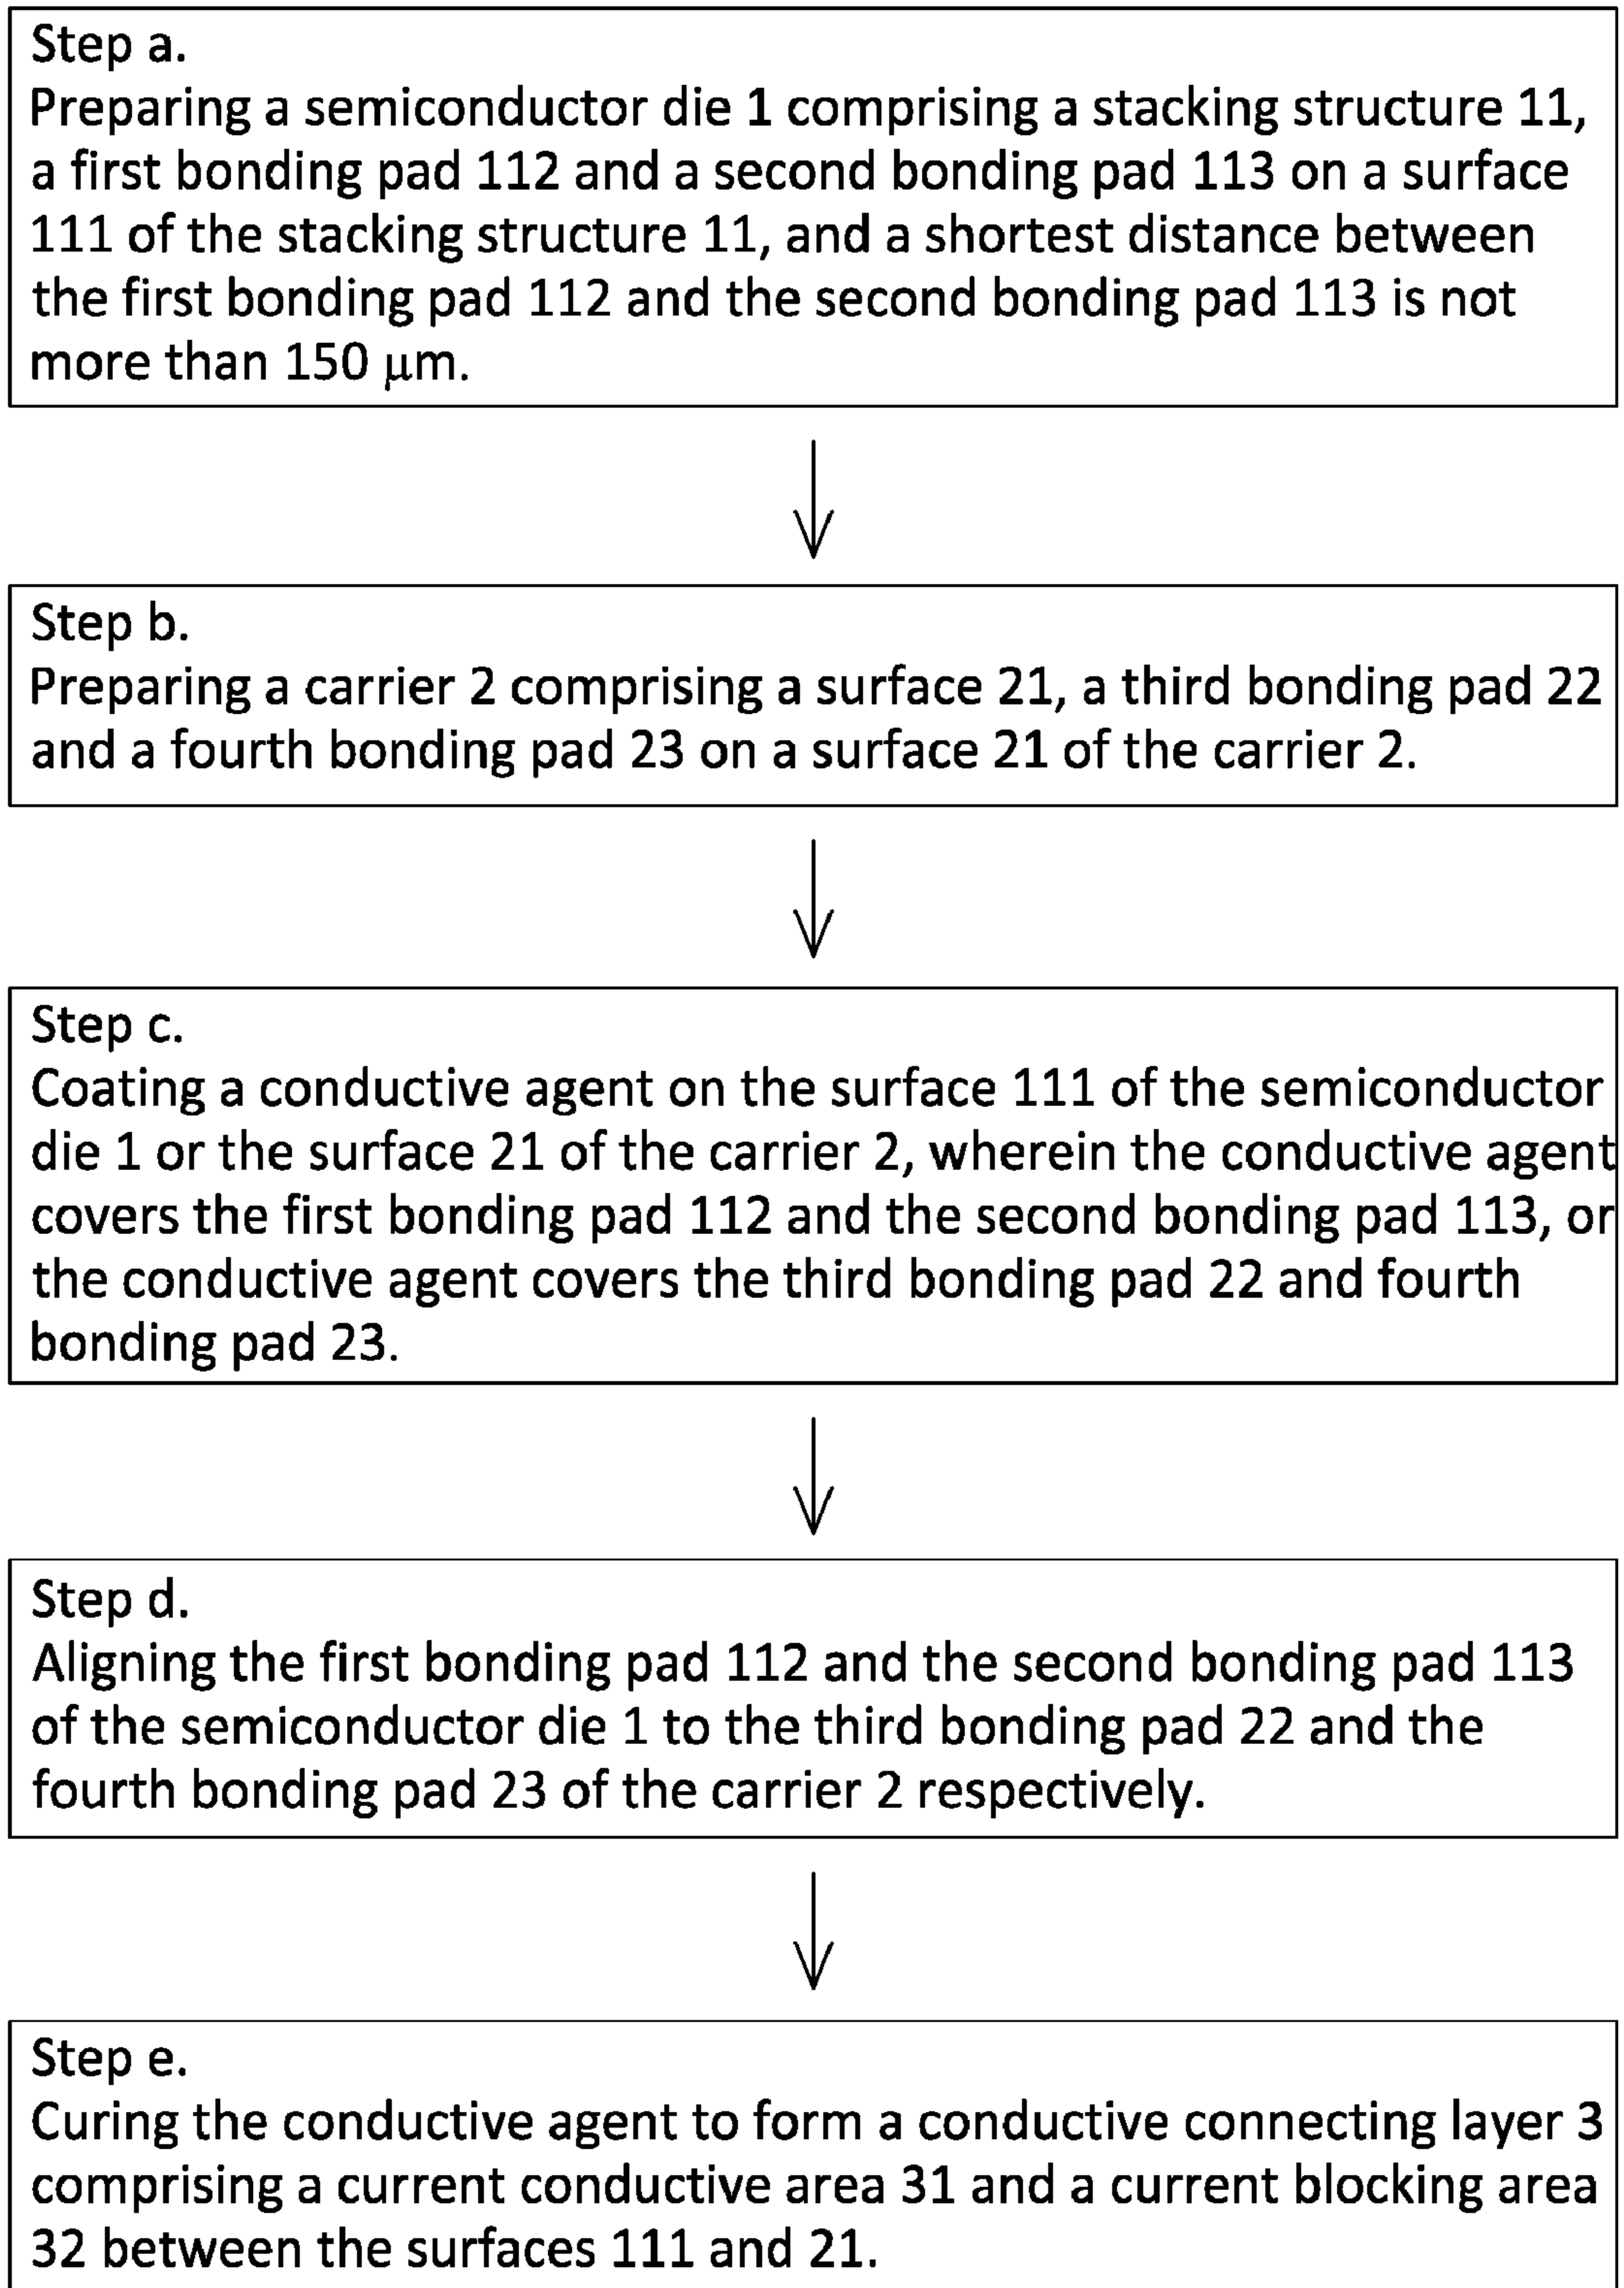 Step a.
Preparing a semiconductor die 1 comprising a stacking structure 11,
a first bonding pad 112 and a second bonding pad 113 on a surface
111 of the stacking structure 11, and a shortest distance between
the first bonding pad 112 and the second bonding pad 113 is not
more than 150 μm.
Step b.
Preparing a carrier 2 comprising a surface 21, a third bonding pad 22
and a fourth bonding pad 23 on a surface 21 of the carrier 2.
Step c.
Coating a conductive agent on the surface 111 of the semiconductor
die 1 or the surface 21 of the carrier 2, wherein the conductive agent
covers the first bonding pad 112 and the second bonding pad 113, or
the conductive agent covers the third bonding pad 22 and fourth
bonding pad 23.
Step d.
Aligning the first bonding pad 112 and the second bonding pad 113
of the semiconductor die 1 to the third bonding pad 22 and the
fourth bonding pad 23 of the carrier 2 respectively.
Step e.
Curing the conductive agent to form a conductive connecting layer 3
comprising a current conductive area 31 and a current blocking area
32 between the surfaces 111 and 21.